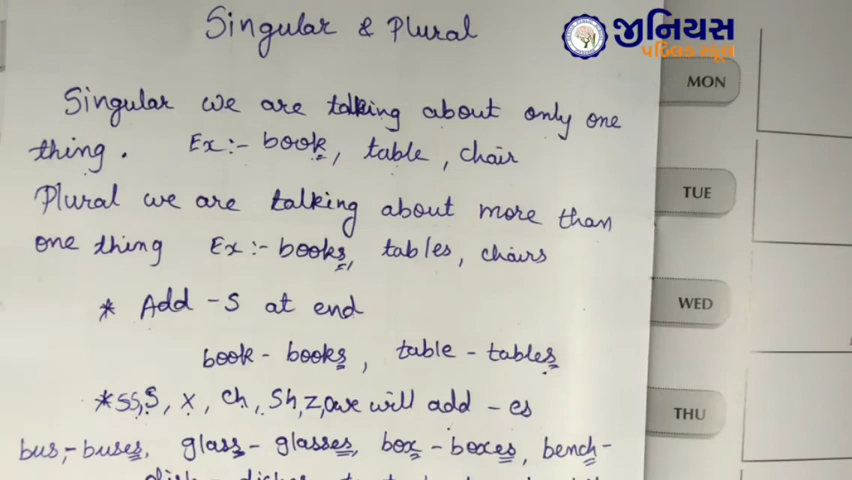 Singular & Plural
જીનિયસ
પબ્લિક સ્કૂલ
Singular we are talking about only one
thing. Ex:- book, table, chair
Plural we are talking about more than
one thing Ex:- books, tables, chairs
* Add -S at end
book - books, table - tables
*SS, S, x, ch, Sh, z, o we will add - es
bus,- buses, glass - glasses, box - boxes, bench-
MON
TUE
WED
THU